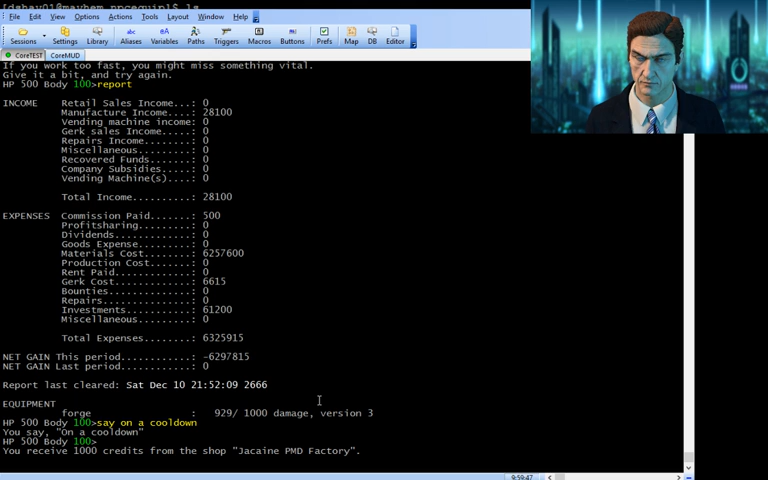 [dshav01@mayhem npcequip]$ ls
File Edit View Options Actions Tools Layout Window Help
Sessions Settings Library Aliases Variables Paths Triggers Macros Buttons Prefs Map DB Editor
CoreTEST CoreMUD
If you work too fast, you might miss something vital.
Give it a bit, and try again.
HP 500 Body 100>report
INCOME Retail Sales Income...: 0
Manufacture Income....: 28100
Vending machine income: 0
Gerk sales Income.....: 0
Repairs Income........: 0
Miscellaneous.........: 0
Recovered Funds.......: 0
Company Subsidies.....: 0
Vending Machine(s)....: 0
Total Income..........: 28100
EXPENSES Commission Paid.......: 500
Profitsharing.........: 0
Dividends.............: 0
Goods Expense.........: 0
Materials Cost........: 6257600
Production Cost.......: 0
Rent Paid.............: 0
Gerk Cost.............: 6615
Bounties..............: 0
Repairs...............: 0
Investments...........: 61200
Miscellaneous.........: 0
Total Expenses........: 6325915
NET GAIN This period...........: -6297815
NET GAIN Last period...........: 0
Report last cleared: Sat Dec 10 21:52:09 2666
EQUIPMENT
forge : 929/ 1000 damage, version 3
HP 500 Body 100>say on a cooldown
You say, "On a cooldown"
HP 500 Body 100>
You receive 1000 credits from the shop "Jacaine PMD Factory".
9:59:47